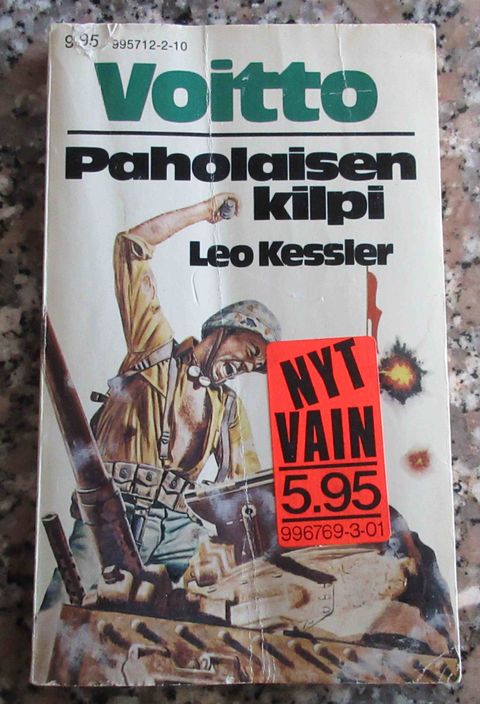 9.95 995712-2-10
Voitto
Paholaisen
kilpi
Leo Kessler
NYT
VAIN
5.95
996769-3-01